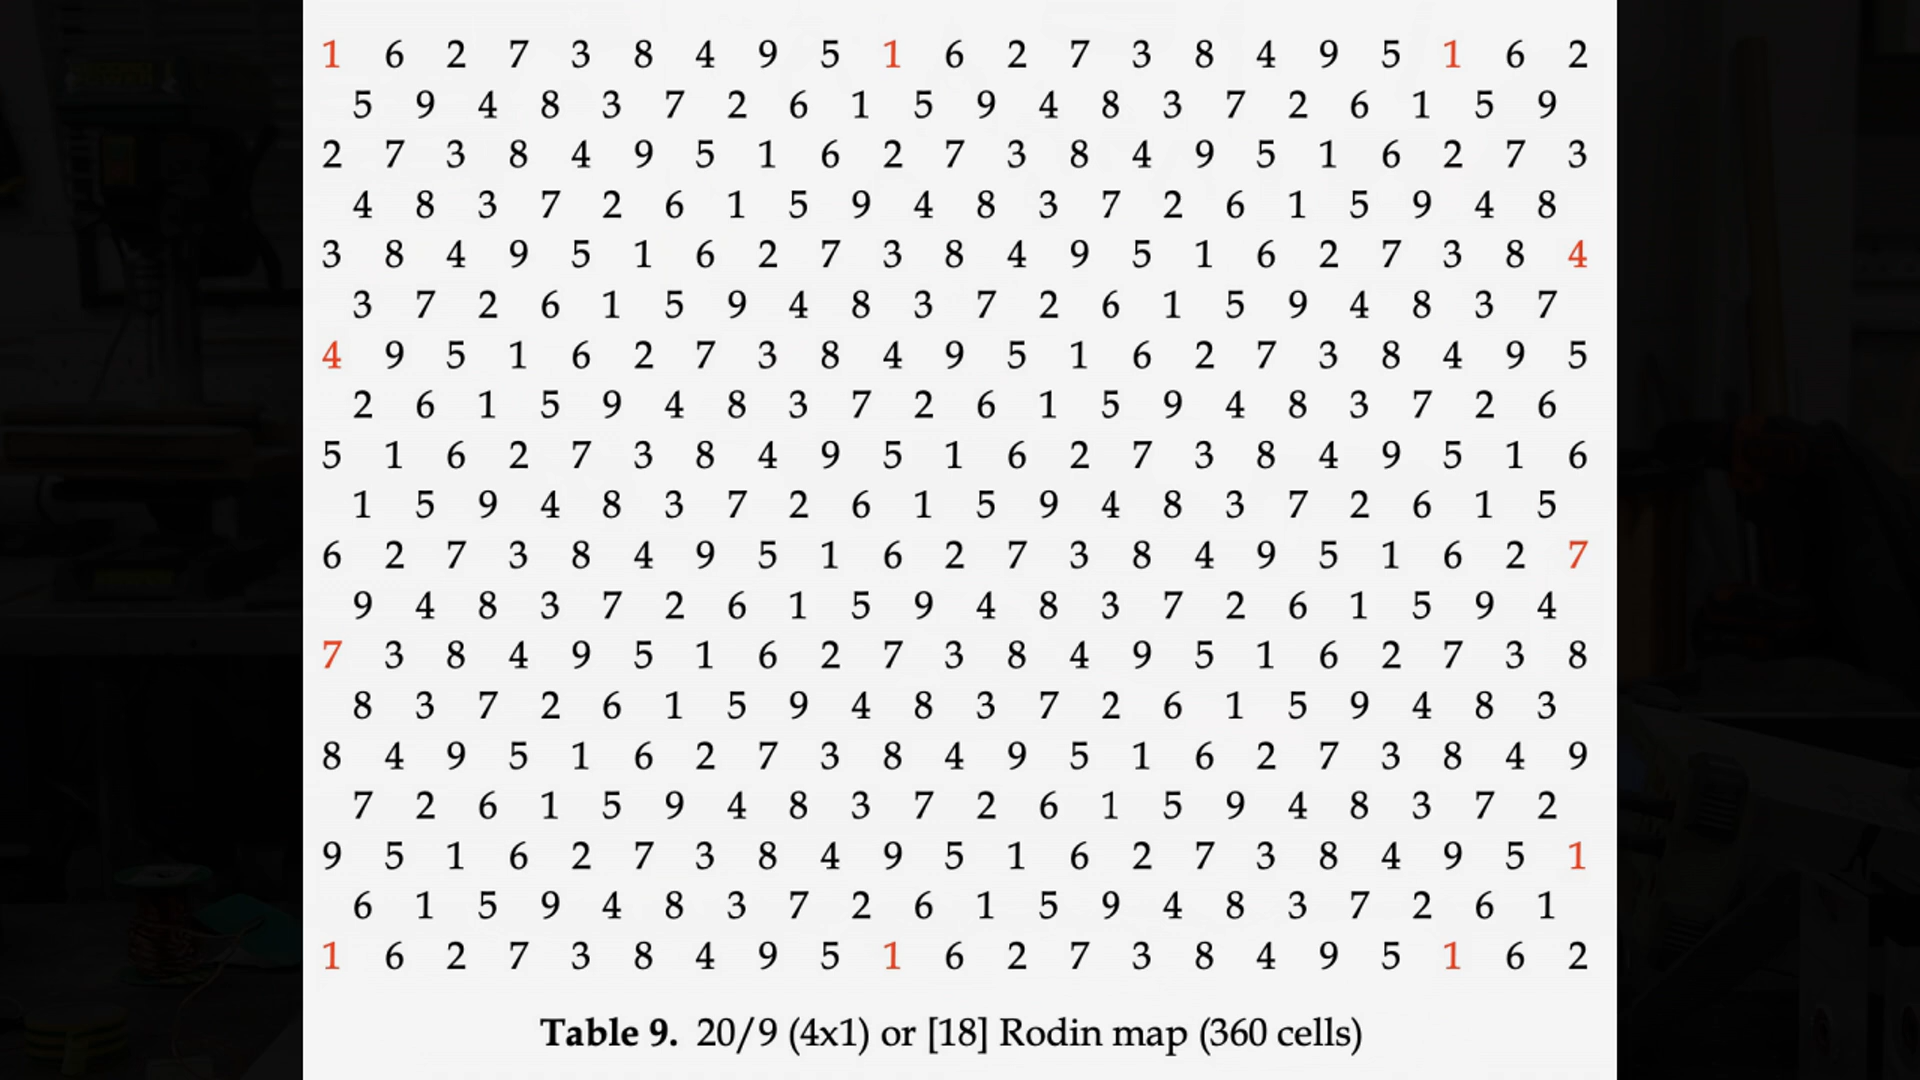 1 6 2 7 3 8 4 9 5 1 6 2 7 3 8 4 9 5 1 6 2
5 9 4 8 3 7 2 6 1 5 9 4 8 3 7 2 6 1 5 9
2 7 3 8 4 9 5 1 6 2 7 3 8 4 9 5 1 6 2 7 3
4 8 3 7 2 6 1 5 9 4 8 3 7 2 6 1 5 9 4 8
3 8 4 9 5 1 6 2 7 3 8 4 9 5 1 6 2 7 3 8 4
3 7 2 6 1 5 9 4 8 3 7 2 6 1 5 9 4 8 3 7
4 9 5 1 6 2 7 3 8 4 9 5 1 6 2 7 3 8 4 9 5
2 6 1 5 9 4 8 3 7 2 6 1 5 9 4 8 3 7 2 6
5 1 6 2 7 3 8 4 9 5 1 6 2 7 3 8 4 9 5 1 6
1 5 9 4 8 3 7 2 6 1 5 9 4 8 3 7 2 6 1 5
6 2 7 3 8 4 9 5 1 6 2 7 3 8 4 9 5 1 6 2 7
9 4 8 3 7 2 6 1 5 9 4 8 3 7 2 6 1 5 9 4
7 3 8 4 9 5 1 6 2 7 3 8 4 9 5 1 6 2 7 3 8
8 3 7 2 6 1 5 9 4 8 3 7 2 6 1 5 9 4 8 3
8 4 9 5 1 6 2 7 3 8 4 9 5 1 6 2 7 3 8 4 9
7 2 6 1 5 9 4 8 3 7 2 6 1 5 9 4 8 3 7 2
9 5 1 6 2 7 3 8 4 9 5 1 6 2 7 3 8 4 9 5 1
6 1 5 9 4 8 3 7 2 6 1 5 9 4 8 3 7 2 6 1
1 6 2 7 3 8 4 9 5 1 6 2 7 3 8 4 9 5 1 6 2
Table 9. 20/9 (4x1) or [18] Rodin map (360 cells)